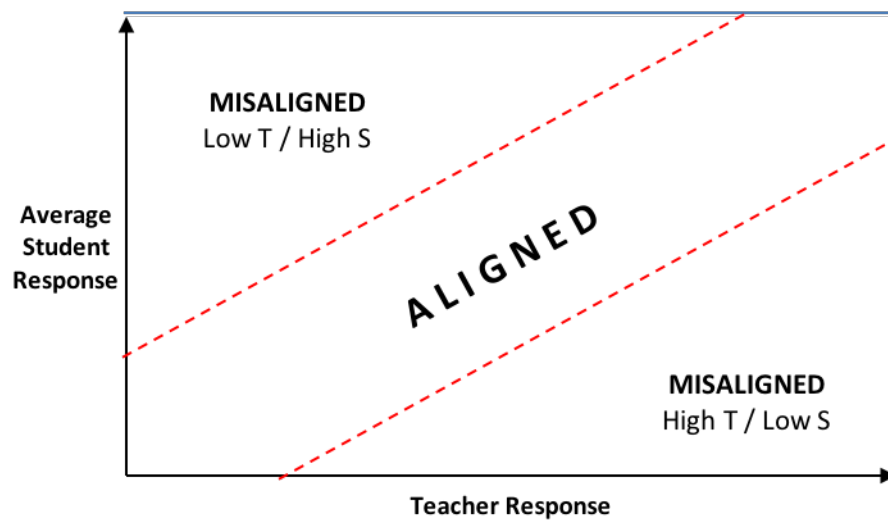 MISALIGNED
Low T / High S
Average
Student
Response
ALIGNED
MISALIGNED
High T / Low S
Teacher Response